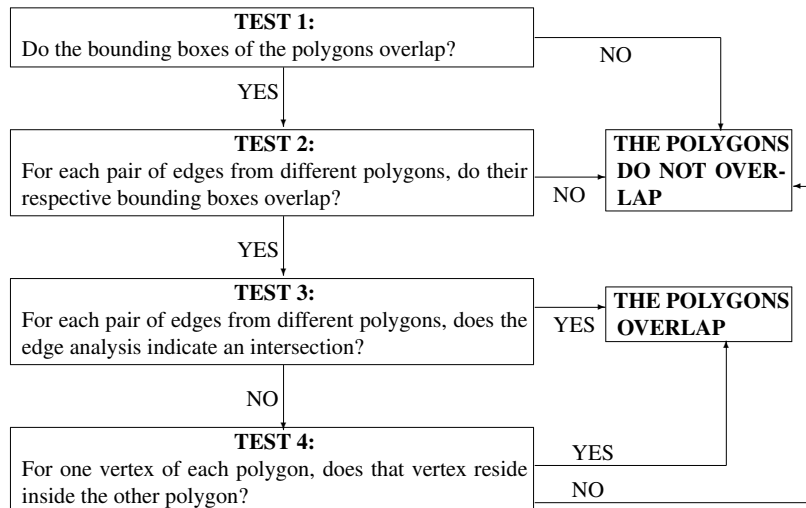 TEST 1:
Do the bounding boxes of the polygons overlap?
NO
YES
TEST 2:
For each pair of edges from different polygons, do their
respective bounding boxes overlap?
NO
THE POLYGONS
DO NOT OVER-
LAP
YES
TEST 3:
For each pair of edges from different polygons, does the
edge analysis indicate an intersection?
YES
THE POLYGONS
OVERLAP
NO
TEST 4:
For one vertex of each polygon, does that vertex reside
inside the other polygon?
YES
NO